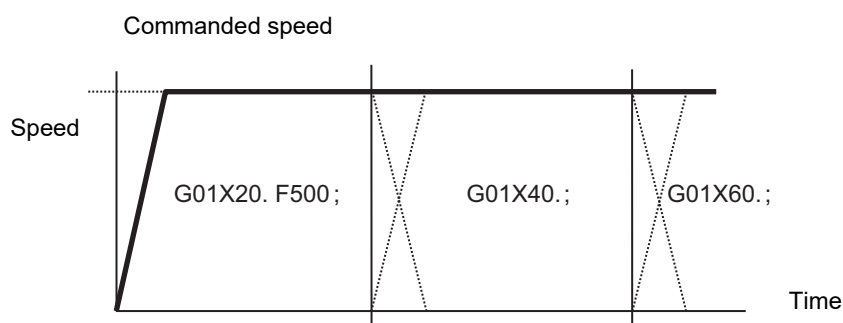 Commanded speed
Speed
G01X20. F500 ;
G01X40. ;
G01X60. ;
Time